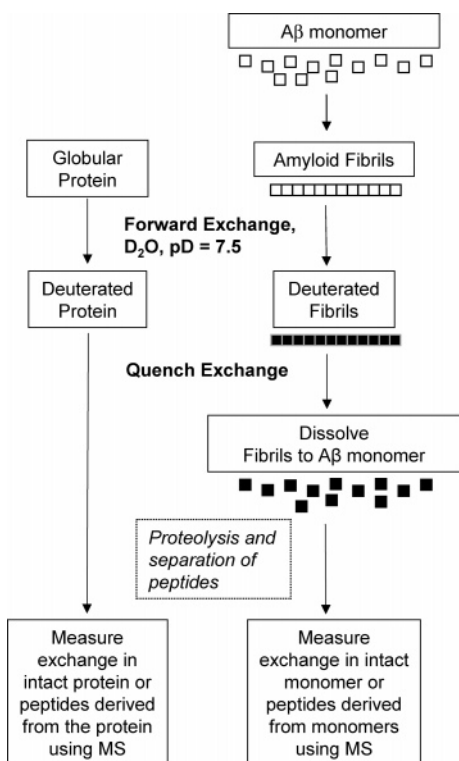 Aβ monomer
Globular
Protein
Amyloid Fibrils
Forward Exchange,
D₂O, pD = 7.5
Deuterated
Protein
Deuterated
Fibrils
Quench Exchange
Dissolve
Fibrils to Aβ monomer
Proteolysis and
separation of
peptides
Measure
exchange in
intact protein or
peptides derived
from the protein
using MS
Measure
exchange in intact
monomer or
peptides derived
from monomers
using MS